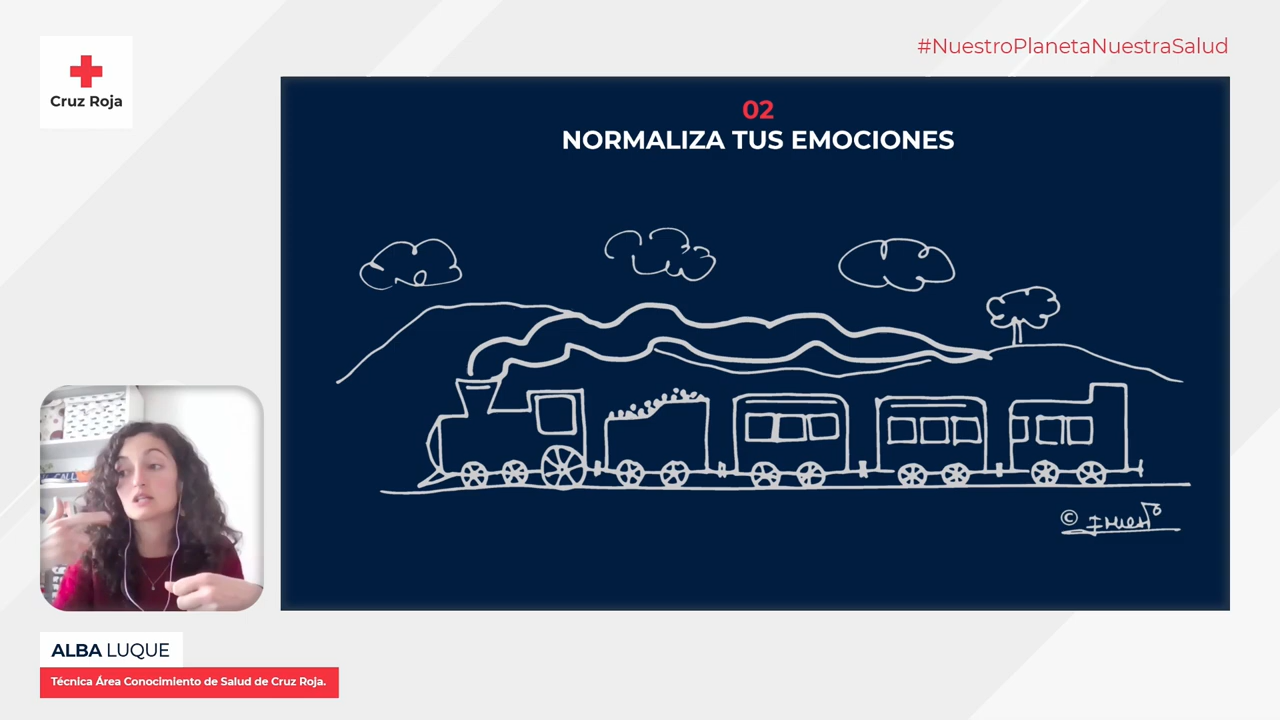 Cruz Roja
#NuestroPlanetaNuestraSalud
02
NORMALIZA TUS EMOCIONES
©
ALBA LUQUE
Técnica Área Conocimiento de Salud de Cruz Roja.